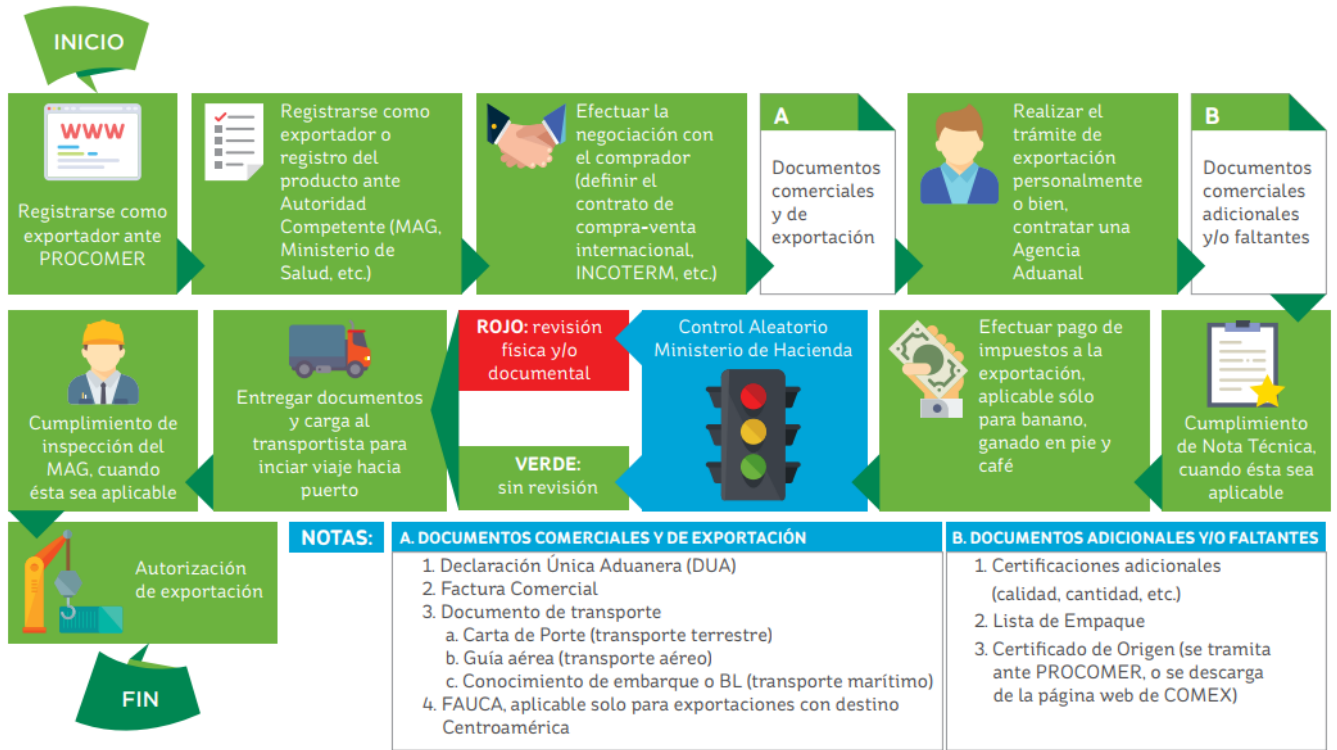 INICIO
WWW
Registrarse como
exportador ante
PROCOMER
Registrarse como
exportador o
registro del
producto ante
Autoridad
Competente (MAG,
Ministerio de
Salud, etc.)
Efectuar la
negociación con
el comprador
(definir el
contrato de
compra-venta
internacional,
INCOTERM, etc.)
A
Documentos
comerciales
y de
exportación
Realizar el
trámite de
exportación
personalmente
o bien,
contratar una
Agencia
Aduanal
B
Documentos
comerciales
adicionales
y/o faltantes
Cumplimiento
de Nota Técnica,
cuando ésta sea
aplicable
Efectuar pago de
impuestos a la
exportación,
aplicable sólo
para banano,
ganado en pie y
café
Control Aleatorio
Ministerio de Hacienda
ROJO: revisión
física y/o
documental
VERDE:
sin revisión
Entregar documentos
y carga al
transportista para
inciar viaje hacia
puerto
Cumplimiento de
inspección del
MAG, cuando
ésta sea aplicable
Autorización
de exportación
FIN
NOTAS:
A. DOCUMENTOS COMERCIALES Y DE EXPORTACIÓN
1. Declaración Única Aduanera (DUA)
2. Factura Comercial
3. Documento de transporte
a. Carta de Porte (transporte terrestre)
b. Guía aérea (transporte aéreo)
c. Conocimiento de embarque o BL (transporte marítimo)
4. FAUCA, aplicable solo para exportaciones con destino
Centroamérica
B. DOCUMENTOS ADICIONALES Y/O FALTANTES
1. Certificaciones adicionales
(calidad, cantidad, etc.)
2. Lista de Empaque
3. Certificado de Origen (se tramita
ante PROCOMER, o se descarga
de la página web de COMEX)